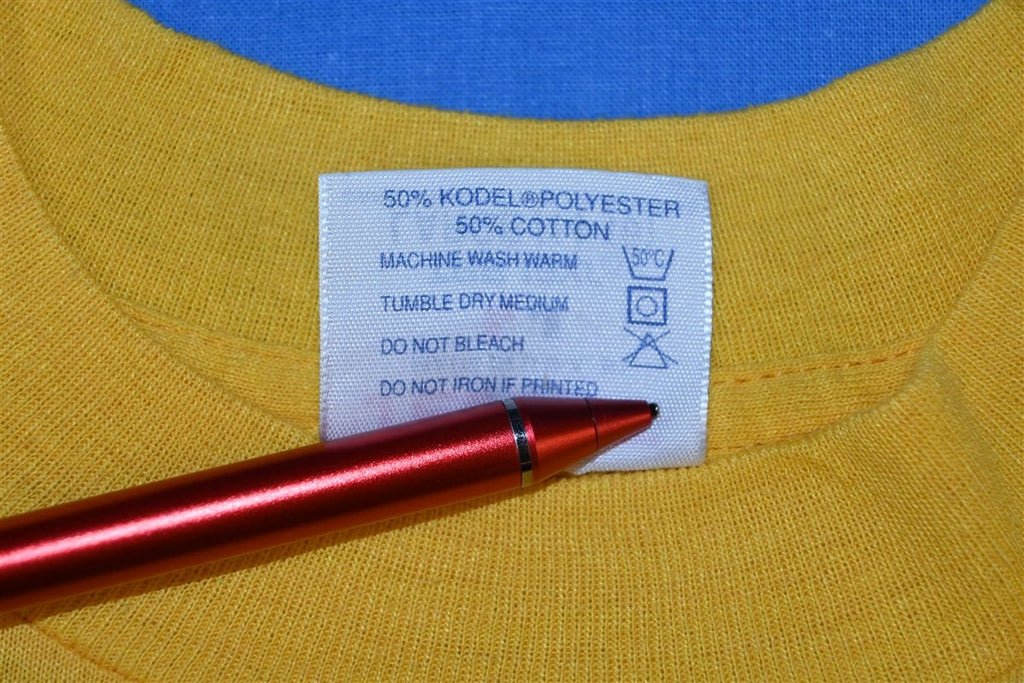 50% KODEL®POLYESTER
50% COTTON
MACHINE WASH WARM 50°C
TUMBLE DRY MEDIUM
DO NOT BLEACH
DO NOT IRON IF PRINTED